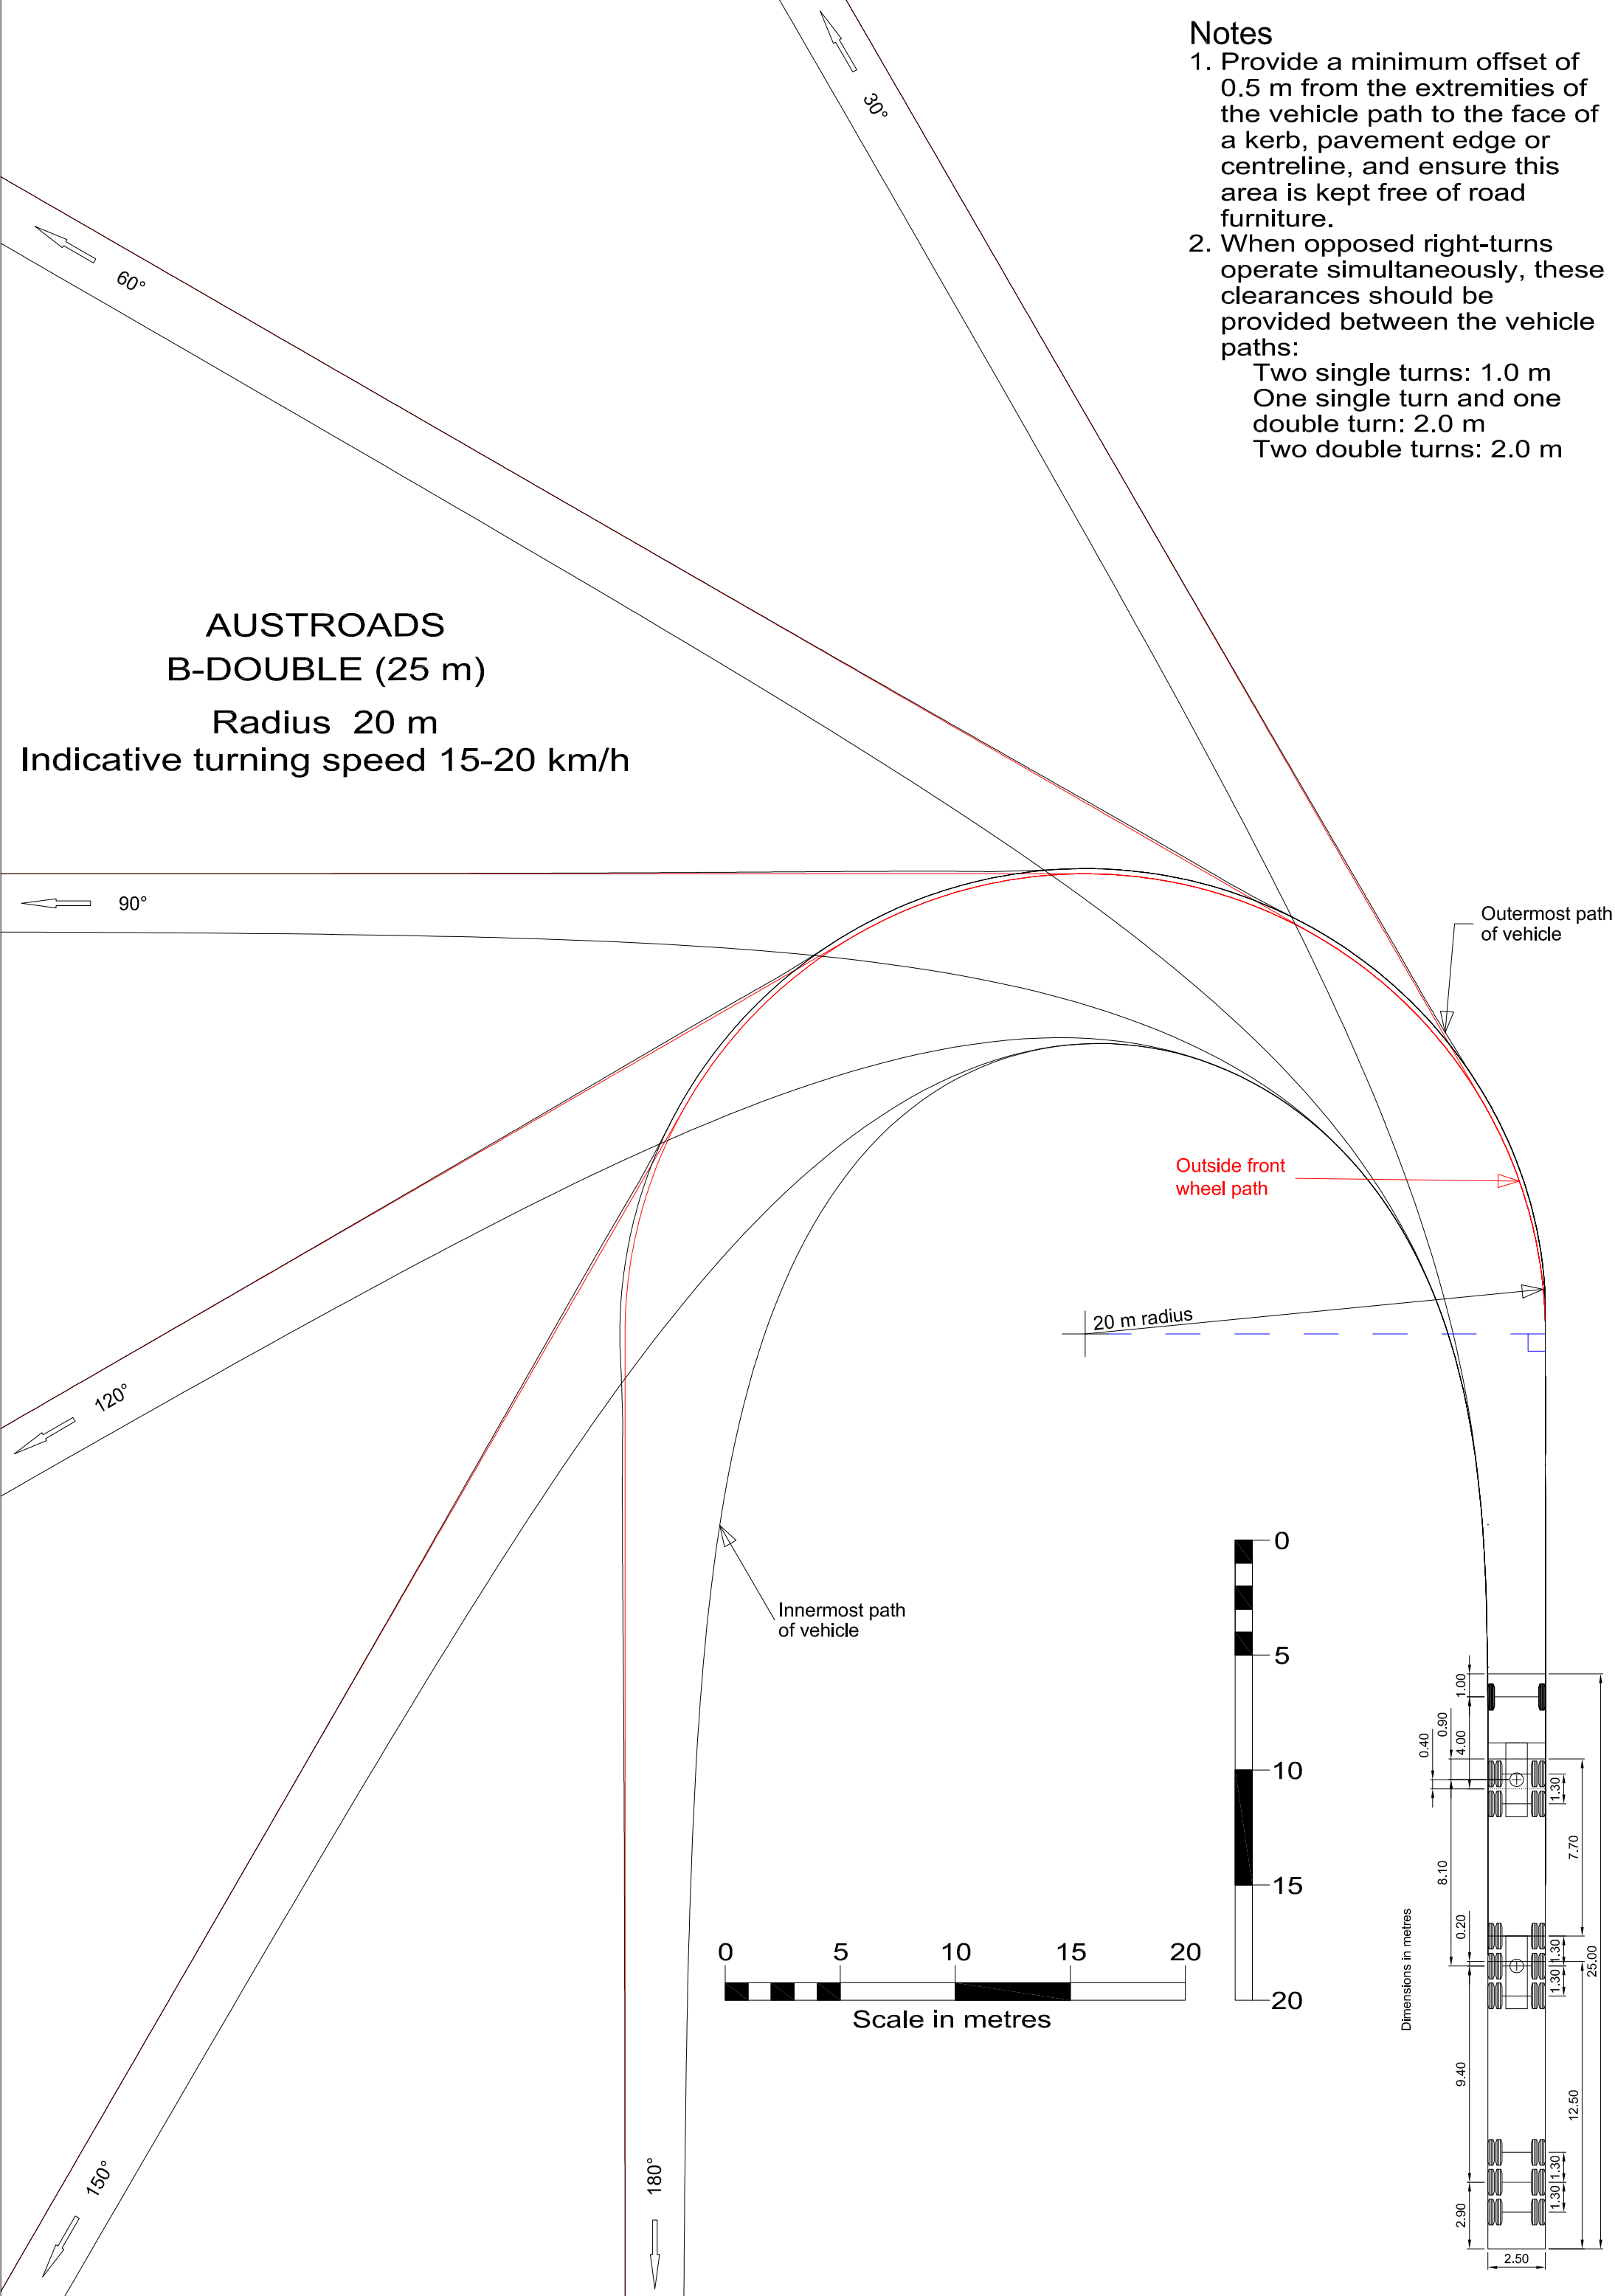 Notes
1. Provide a minimum offset of
0.5 m from the extremities of
the vehicle path to the face of
a kerb, pavement edge or
centreline, and ensure this
area is kept free of road
furniture.
2. When opposed right-turns
operate simultaneously, these
clearances should be
provided between the vehicle
paths:
Two single turns: 1.0 m
One single turn and one
double turn: 2.0 m
Two double turns: 2.0 m
30°
60°
AUSTROADS
B-DOUBLE (25 m)
Radius 20 m
Indicative turning speed 15-20 km/h
90°
Outermost path
of vehicle
Outside front
wheel path
20 m radius
120°
Innermost path
of vehicle
150°
180°
0
5
10
15
20
0 5 10 15 20
Scale in metres
Dimensions in metres
1.00
0.90
0.40
4.00
1.30
7.70
8.10
0.20
1.30
1.30
25.00
9.40
12.50
1.30
1.30
2.90
2.50